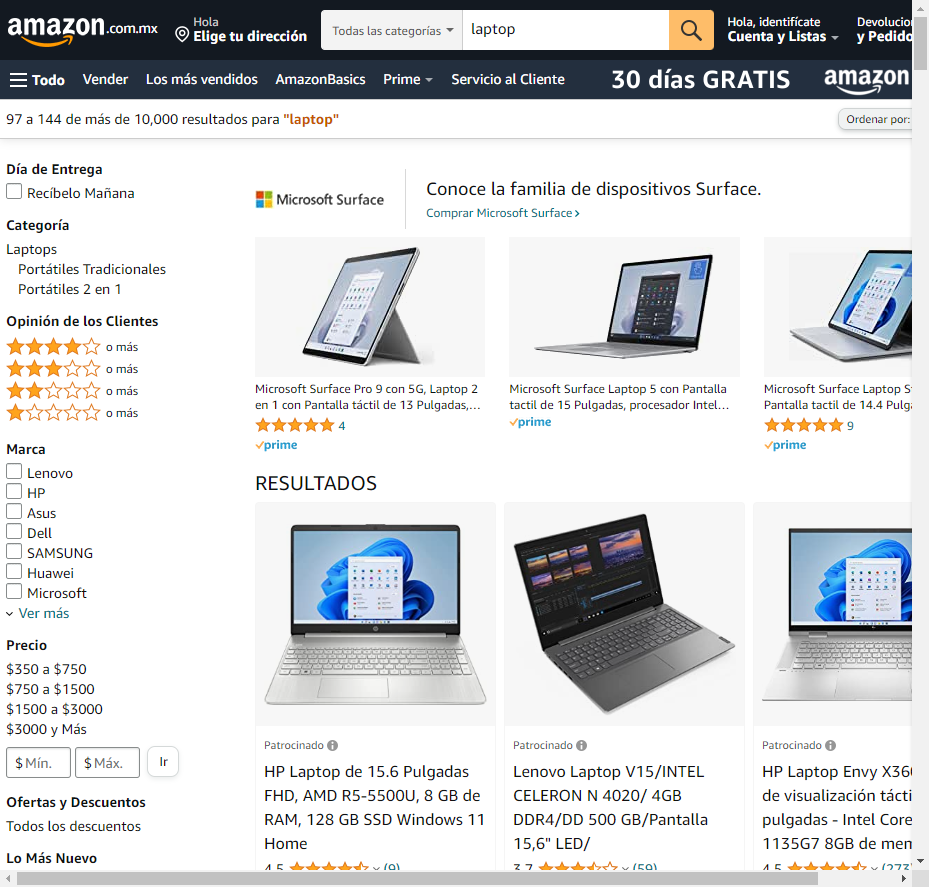 amazon.com.mx
Hola
Elige tu dirección
Todas las categorías
laptop
Hola, identifícate
Cuenta y Listas
Devolucio
y Pedido
Todo
Vender
Los más vendidos
AmazonBasics
Prime
Servicio al Cliente
30 días GRATIS
amazon
97 a 144 de más de 10,000 resultados para "laptop"
Ordenar por:
Día de Entrega
Recíbelo Mañana
Categoría
Laptops
Portátiles Tradicionales
Portátiles 2 en 1
Opinión de los Clientes
o más
o más
o más
o más
Marca
Lenovo
HP
Asus
Dell
SAMSUNG
Huawei
Microsoft
Ver más
Precio
$350 a $750
$750 a $1500
$1500 a $3000
$3000 y Más
$ Mín.
$ Máx.
Ir
Ofertas y Descuentos
Todos los descuentos
Lo Más Nuevo
Microsoft Surface
Conoce la familia de dispositivos Surface.
Comprar Microsoft Surface
Microsoft Surface Pro 9 con 5G, Laptop 2
en 1 con Pantalla táctil de 13 Pulgadas,...
4
prime
Microsoft Surface Laptop 5 con Pantalla
tactil de 15 Pulgadas, procesador Intel...
prime
Microsoft Surface Laptop S
Pantalla tactil de 14.4 Pulga
9
prime
RESULTADOS
Patrocinado
HP Laptop de 15.6 Pulgadas
FHD, AMD R5-5500U, 8 GB de
RAM, 128 GB SSD Windows 11
Home
4.5
(9)
Patrocinado
Lenovo Laptop V15/INTEL
CELERON N 4020/ 4GB
DDR4/DD 500 GB/Pantalla
15,6" LED/
3.7
(59)
Patrocinado
HP Laptop Envy X360
de visualización tácti
pulgadas - Intel Core
1135G7 8GB de mem
4.5
(273)